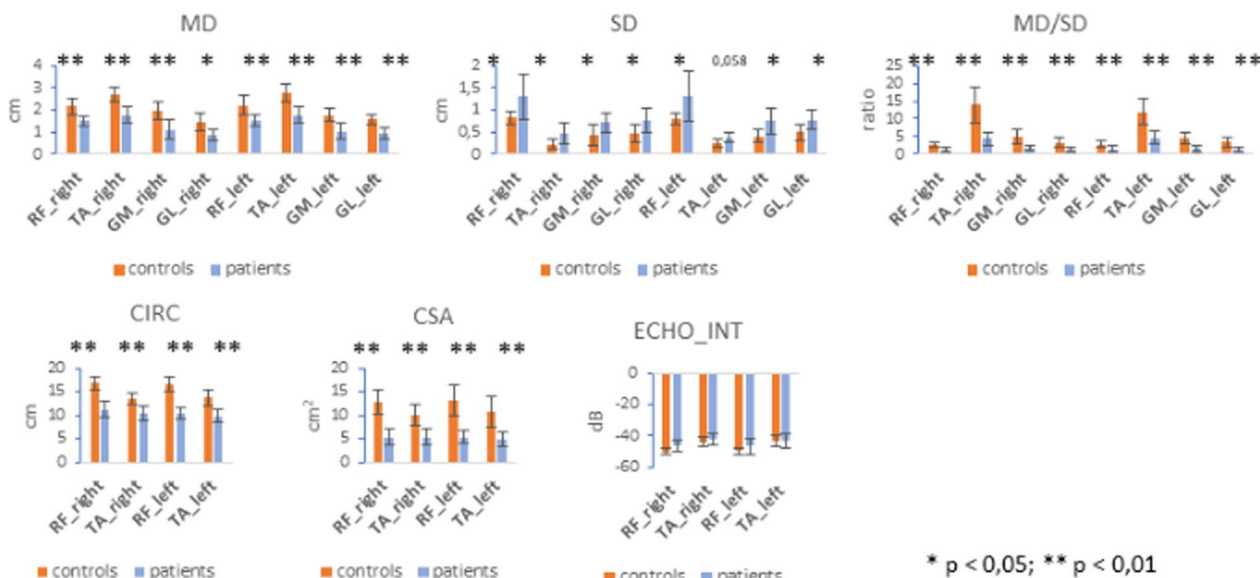 MD
** ** ** * ** ** ** **
4
3
2
1
0
cm
RF_right TA_right GM_right GL_right RF_left TA_left GM_left GL_left
controls patients
SD
* * * * * 0,058 * *
2
1,5
1
0,5
0
cm
RF_right TA_right GM_right GL_right RF_left TA_left GM_left GL_left
controls patients
MD/SD
** ** ** ** ** ** ** **
25
20
15
10
5
0
ratio
RF_right TA_right GM_right GL_right RF_left TA_left GM_left GL_left
controls patients
CIRC
** ** ** **
20
15
10
5
0
cm
RF_right TA_right RF_left TA_left
controls patients
CSA
** ** ** **
20
15
10
5
0
cm²
RF_right TA_right RF_left TA_left
controls patients
ECHO_INT
0
-20
-40
-60
dB
RF_right TA_right RF_left TA_left
controls patients
* p < 0,05; ** p < 0,01